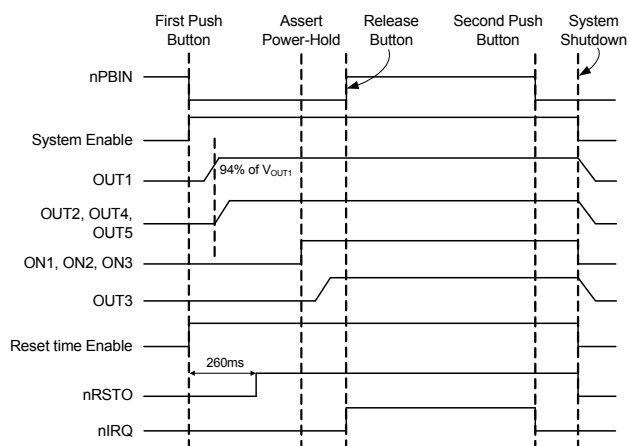 First Push
Button
Assert
Power-Hold
Release
Button
Second Push
Button
System
Shutdown
nPBIN
System Enable
OUT1
94% of VOUT1
OUT2, OUT4,
OUT5
ON1, ON2, ON3
OUT3
Reset time Enable
260ms
nRSTO
nIRQ